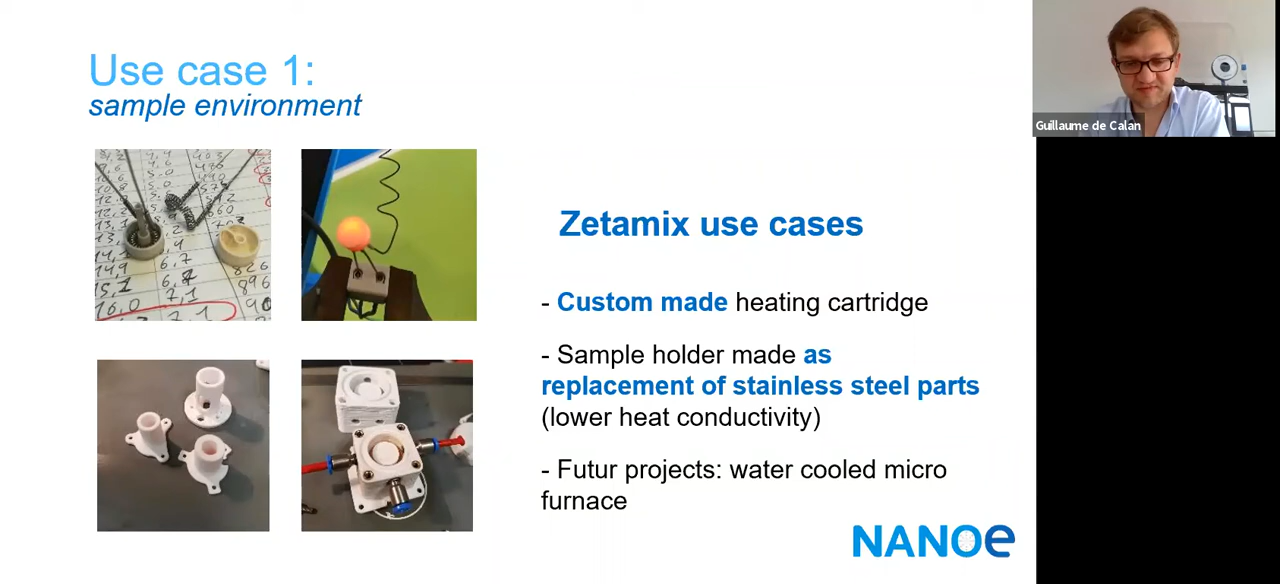 Use case 1:
sample environment
Guillaume de Calan
Zetamix use cases
- Custom made heating cartridge
- Sample holder made as
replacement of stainless steel parts
(lower heat conductivity)
- Futur projects: water cooled micro
furnace
NANOe